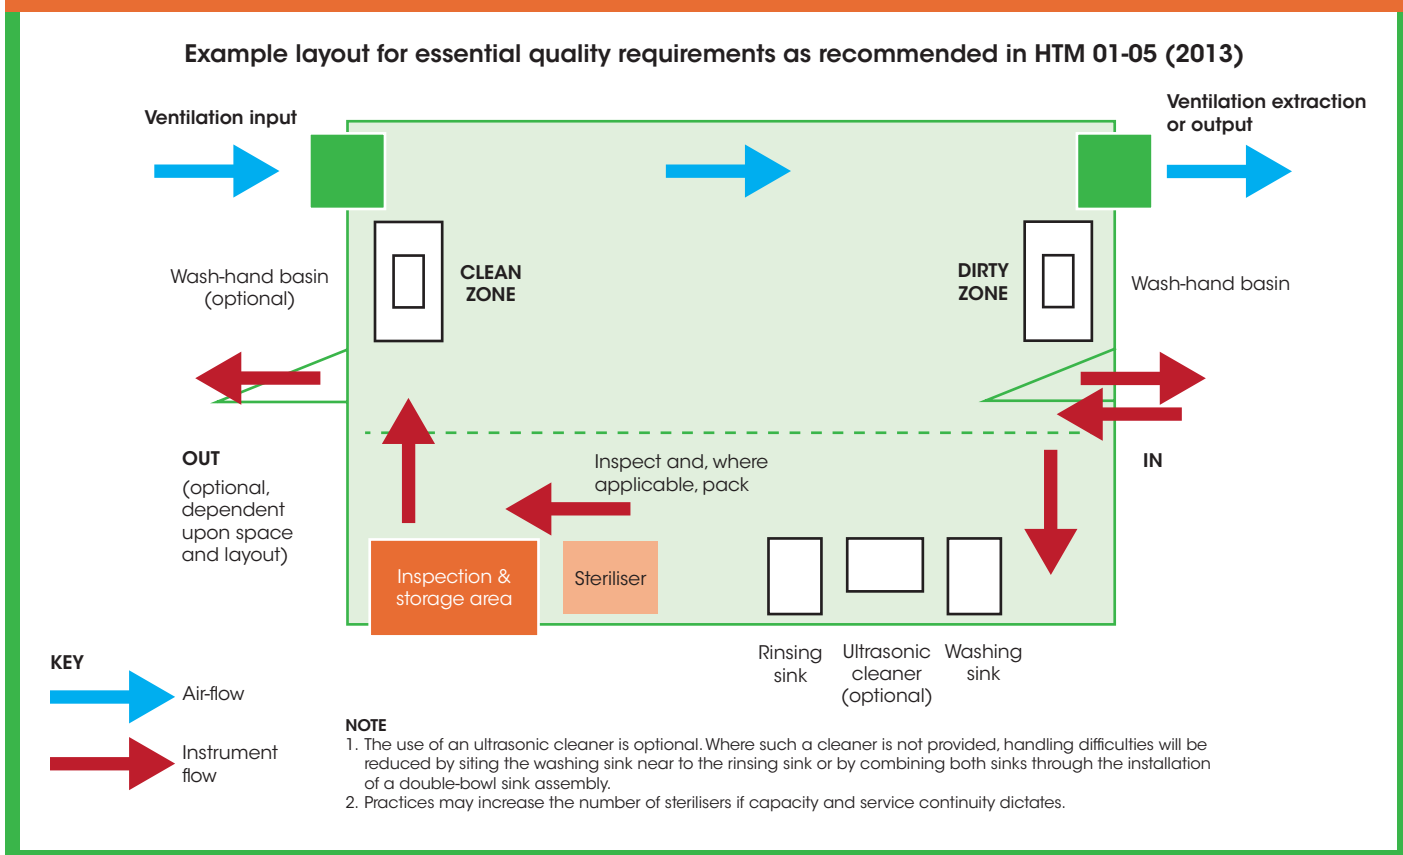 Example layout for essential quality requirements as recommended in HTM 01-05 (2013)
Ventilation input
Ventilation extraction
or output
Wash-hand basin
(optional)
CLEAN
ZONE
DIRTY
ZONE
Wash-hand basin
OUT
(optional,
dependent
upon space
and layout)
Inspect and, where
applicable, pack
IN
Inspection &
storage area
Steriliser
Rinsing
sink
Ultrasonic
cleaner
(optional)
Washing
sink
KEY
Air-flow
Instrument
flow
NOTE
1. The use of an ultrasonic cleaner is optional. Where such a cleaner is not provided, handling difficulties will be
reduced by siting the washing sink near to the rinsing sink or by combining both sinks through the installation
of a double-bowl sink assembly.
2. Practices may increase the number of sterilisers if capacity and service continuity dictates.